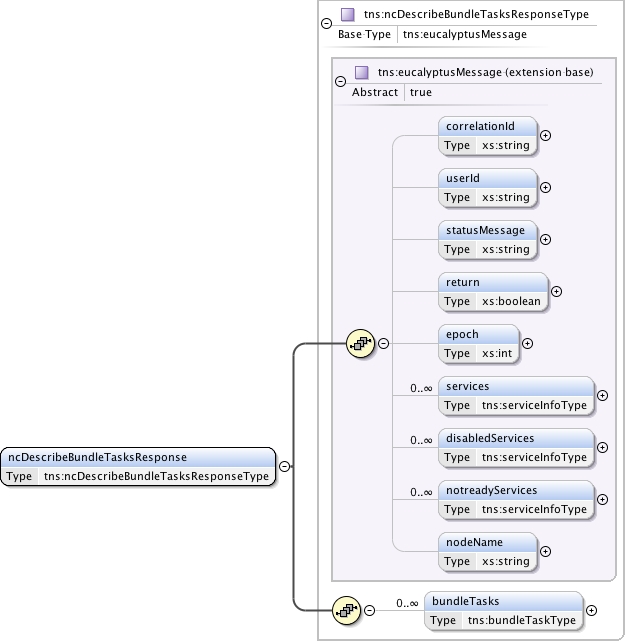 tns:ncDescribeBundleTasksResponseType
Base Type tns:eucalyptusMessage
tns:eucalyptusMessage (extension base)
Abstract true
correlationId
Type xs:string
userId
Type xs:string
statusMessage
Type xs:string
return
Type xs:boolean
epoch
Type xs:int
0..∞ services
Type tns:serviceInfoType
0..∞ disabledServices
Type tns:serviceInfoType
0..∞ notreadyServices
Type tns:serviceInfoType
nodeName
Type xs:string
ncDescribeBundleTasksResponse
Type tns:ncDescribeBundleTasksResponseType
0..∞ bundleTasks
Type tns:bundleTaskType